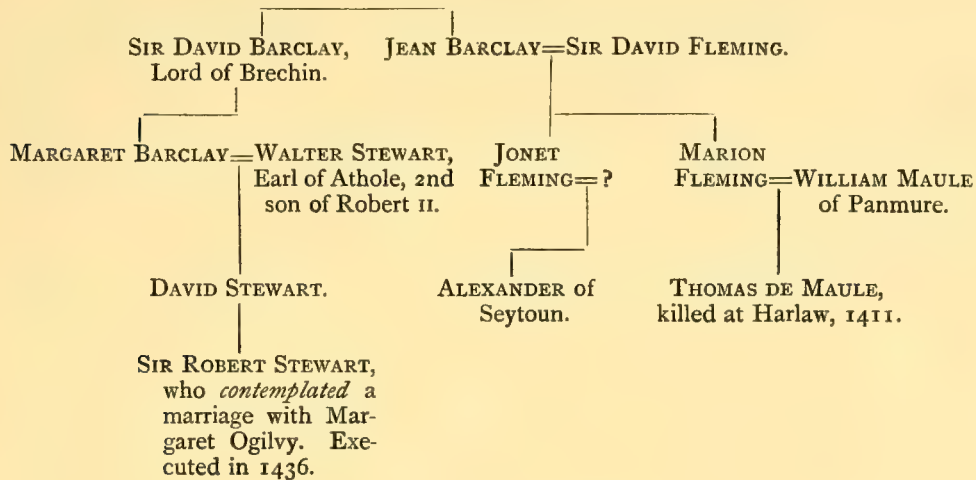 SIR DAVID BARCLAY,
Lord of Brechin.
JEAN BARCLAY=SIR DAVID FLEMING.
MARGARET BARCLAY=WALTER STEWART,
Earl of Athole, 2nd
son of Robert II.
JONET
FLEMING=?
MARION
FLEMING=WILLIAM MAULE
of Panmure.
DAVID STEWART.
ALEXANDER of
Seytoun.
THOMAS DE MAULE,
killed at Harlaw, 1411.
SIR ROBERT STEWART,
who contemplated a
marriage with Mar-
garet Ogilvy. Exe-
cuted in 1436.